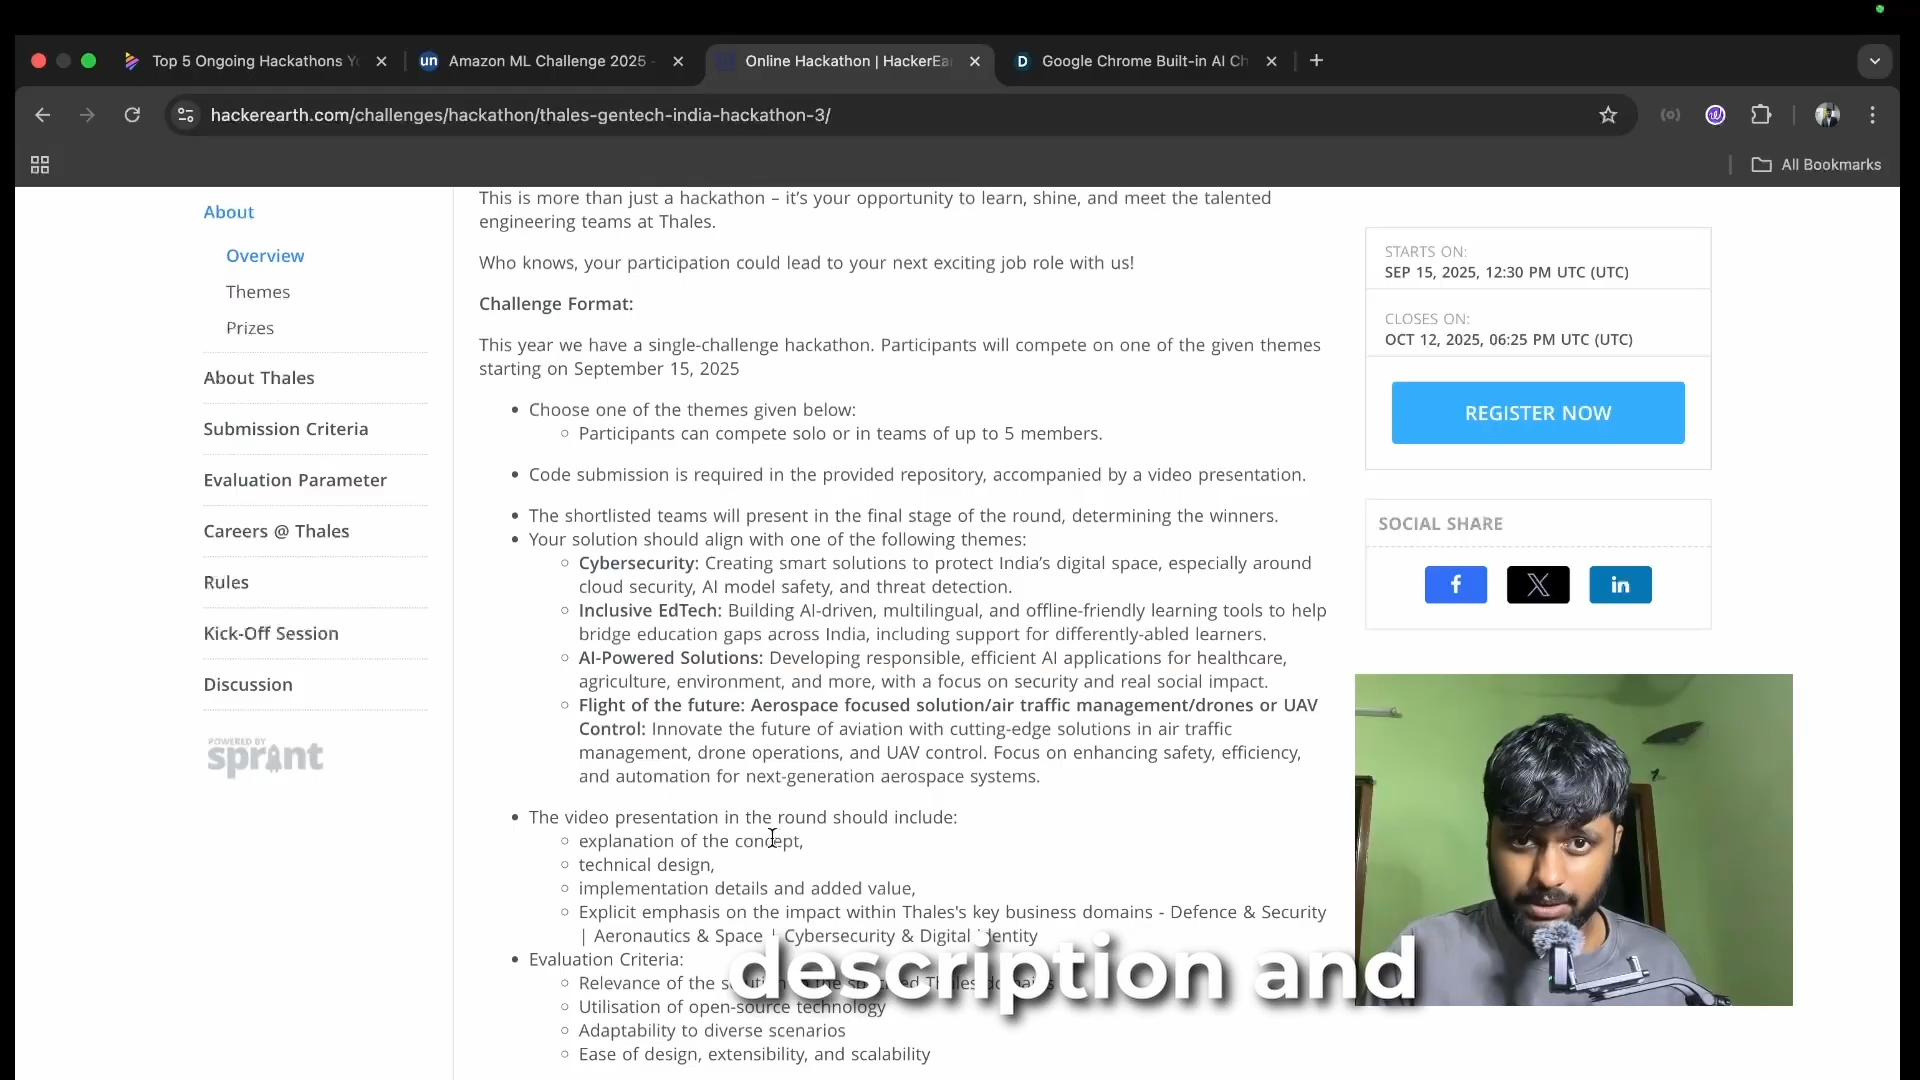 Top 5 Ongoing Hackathons Y
Amazon ML Challenge 2025 -
Online Hackathon | HackerEa
Google Chrome Built-in AI Ch
hackerearth.com/challenges/hackathon/thales-gentech-india-hackathon-3/
All Bookmarks
About
Overview
Themes
Prizes
About Thales
Submission Criteria
Evaluation Parameter
Careers @ Thales
Rules
Kick-Off Session
Discussion
POWERED BY
sprint
This is more than just a hackathon – it’s your opportunity to learn, shine, and meet the talented
engineering teams at Thales.
Who knows, your participation could lead to your next exciting job role with us!
Challenge Format:
This year we have a single-challenge hackathon. Participants will compete on one of the given themes
starting on September 15, 2025
• Choose one of the themes given below:
Participants can compete solo or in teams of up to 5 members.
• Code submission is required in the provided repository, accompanied by a video presentation.
• The shortlisted teams will present in the final stage of the round, determining the winners.
• Your solution should align with one of the following themes:
Cybersecurity: Creating smart solutions to protect India’s digital space, especially around
cloud security, AI model safety, and threat detection.
Inclusive EdTech: Building AI-driven, multilingual, and offline-friendly learning tools to help
bridge education gaps across India, including support for differently-abled learners.
AI-Powered Solutions: Developing responsible, efficient AI applications for healthcare,
agriculture, environment, and more, with a focus on security and real social impact.
Flight of the future: Aerospace focused solution/air traffic management/drones or UAV
Control: Innovate the future of aviation with cutting-edge solutions in air traffic
management, drone operations, and UAV control. Focus on enhancing safety, efficiency,
and automation for next-generation aerospace systems.
• The video presentation in the round should include:
explanation of the concept,
technical design,
implementation details and added value,
Explicit emphasis on the impact within Thales's key business domains - Defence & Security
| Aeronautics & Space | Cybersecurity & Digital Identity
• Evaluation Criteria:
Relevance of the
Utilisation of open-source technology
Adaptability to diverse scenarios
Ease of design, extensibility, and scalability
description and
STARTS ON:
SEP 15, 2025, 12:30 PM UTC (UTC)
CLOSES ON:
OCT 12, 2025, 06:25 PM UTC (UTC)
REGISTER NOW
SOCIAL SHARE